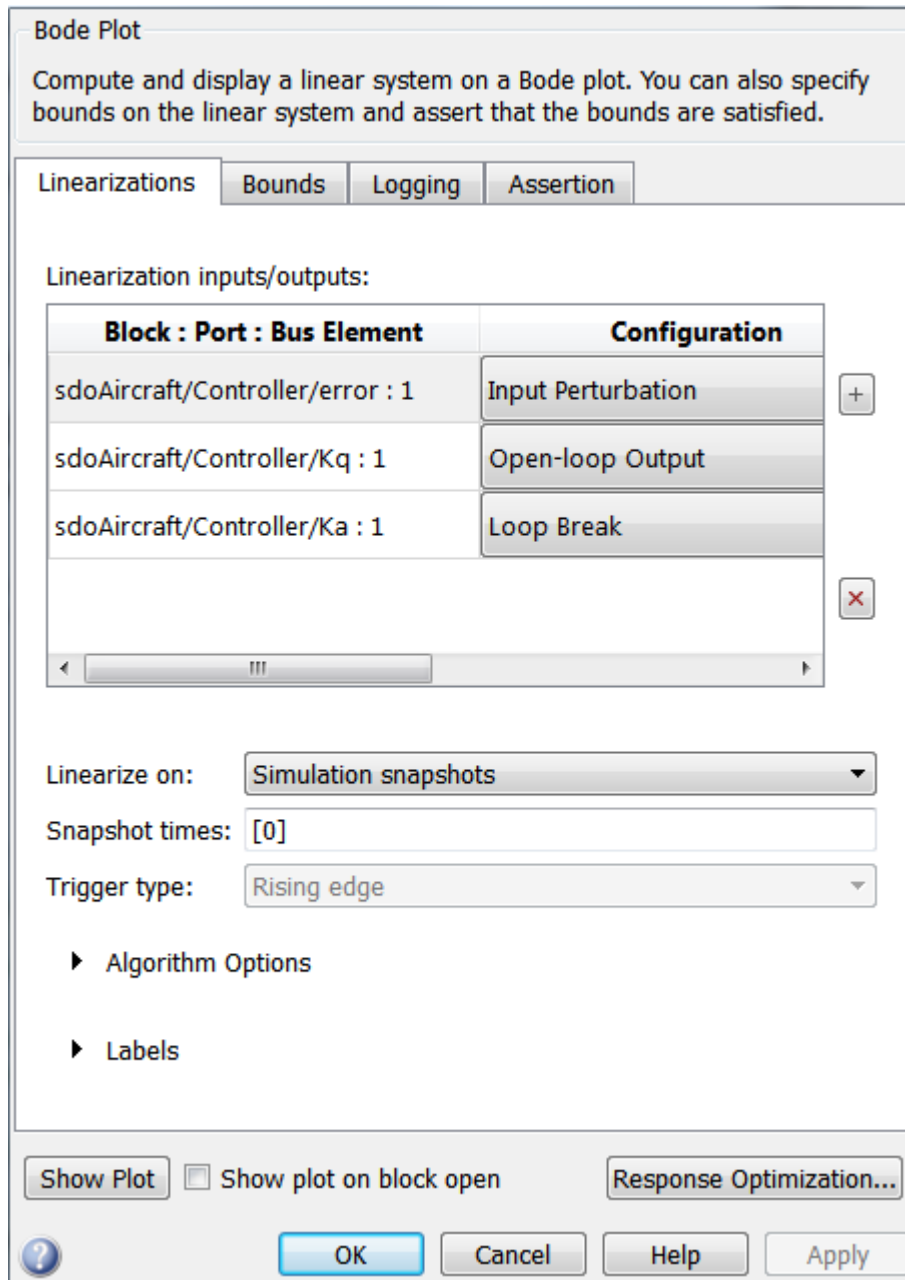 Bode Plot
Compute and display a linear system on a Bode plot. You can also specify
bounds on the linear system and assert that the bounds are satisfied.
Linearizations Bounds Logging Assertion
Linearization inputs/outputs:
Block : Port : Bus Element Configuration
sdoAircraft/Controller/error : 1 Input Perturbation
+
sdoAircraft/Controller/Kq : 1 Open-loop Output
sdoAircraft/Controller/Ka : 1 Loop Break
Linearize on: Simulation snapshots
Snapshot times: [0]
Trigger type: Rising edge
Algorithm Options
Labels
Show Plot Show plot on block open Response Optimization...
? OK Cancel Help Apply